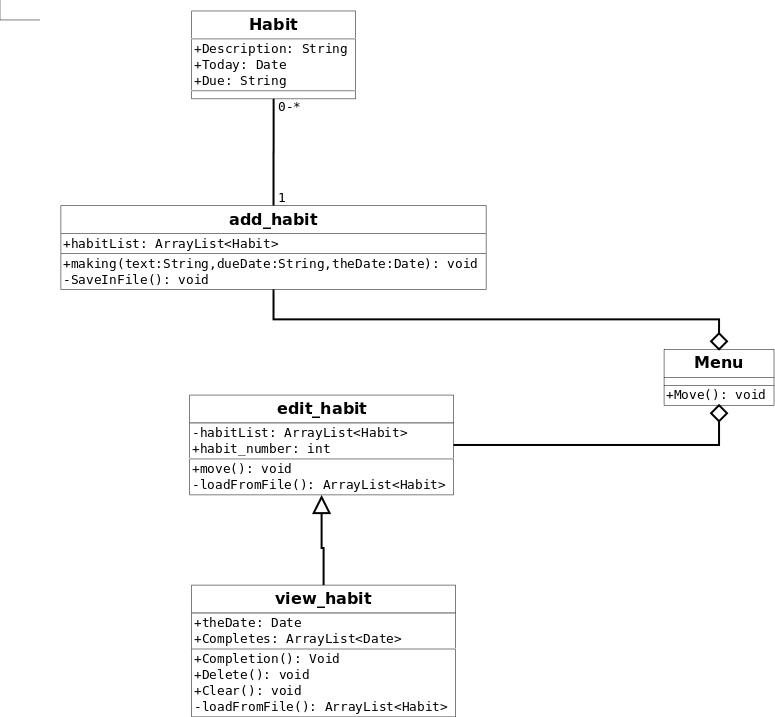 Habit
+Description: String
+Today: Date
+Due: String
0-*
1
add_habit
+habitList: ArrayList<Habit>
+making(text:String,dueDate:String,theDate:Date): void
-SaveInFile(): void
Menu
+Move(): void
edit_habit
-habitList: ArrayList<Habit>
+habit_number: int
+move(): void
-loadFromFile(): ArrayList<Habit>
view_habit
+theDate: Date
+Completes: ArrayList<Date>
+Completion(): Void
+Delete(): void
+Clear(): void
-loadFromFile(): ArrayList<Habit>